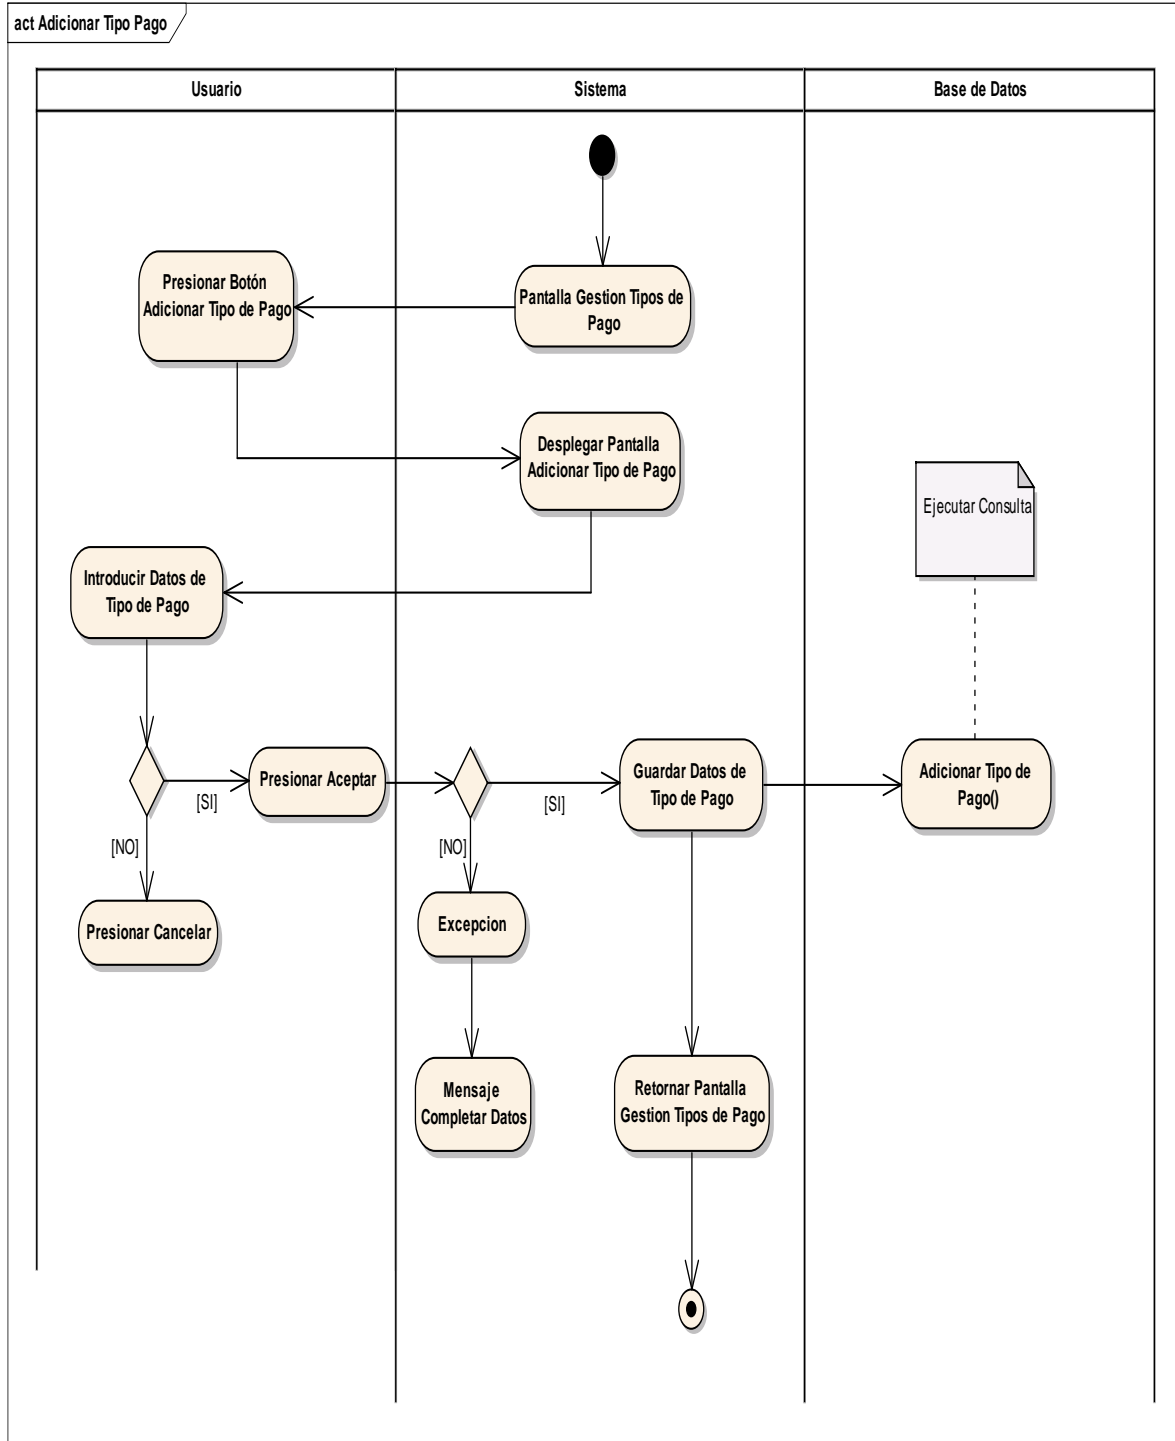 act Adicionar Tipo Pago
Usuario
Sistema
Base de Datos
Presionar Botón
Adicionar Tipo de Pago
Pantalla Gestion Tipos de
Pago
Desplegar Pantalla
Adicionar Tipo de Pago
Ejecutar Consulta
Introducir Datos de
Tipo de Pago
Presionar Aceptar
[SI]
[NO]
Presionar Cancelar
[SI]
[NO]
Guardar Datos de
Tipo de Pago
Adicionar Tipo de
Pago()
Excepcion
Mensaje
Completar Datos
Retornar Pantalla
Gestion Tipos de Pago